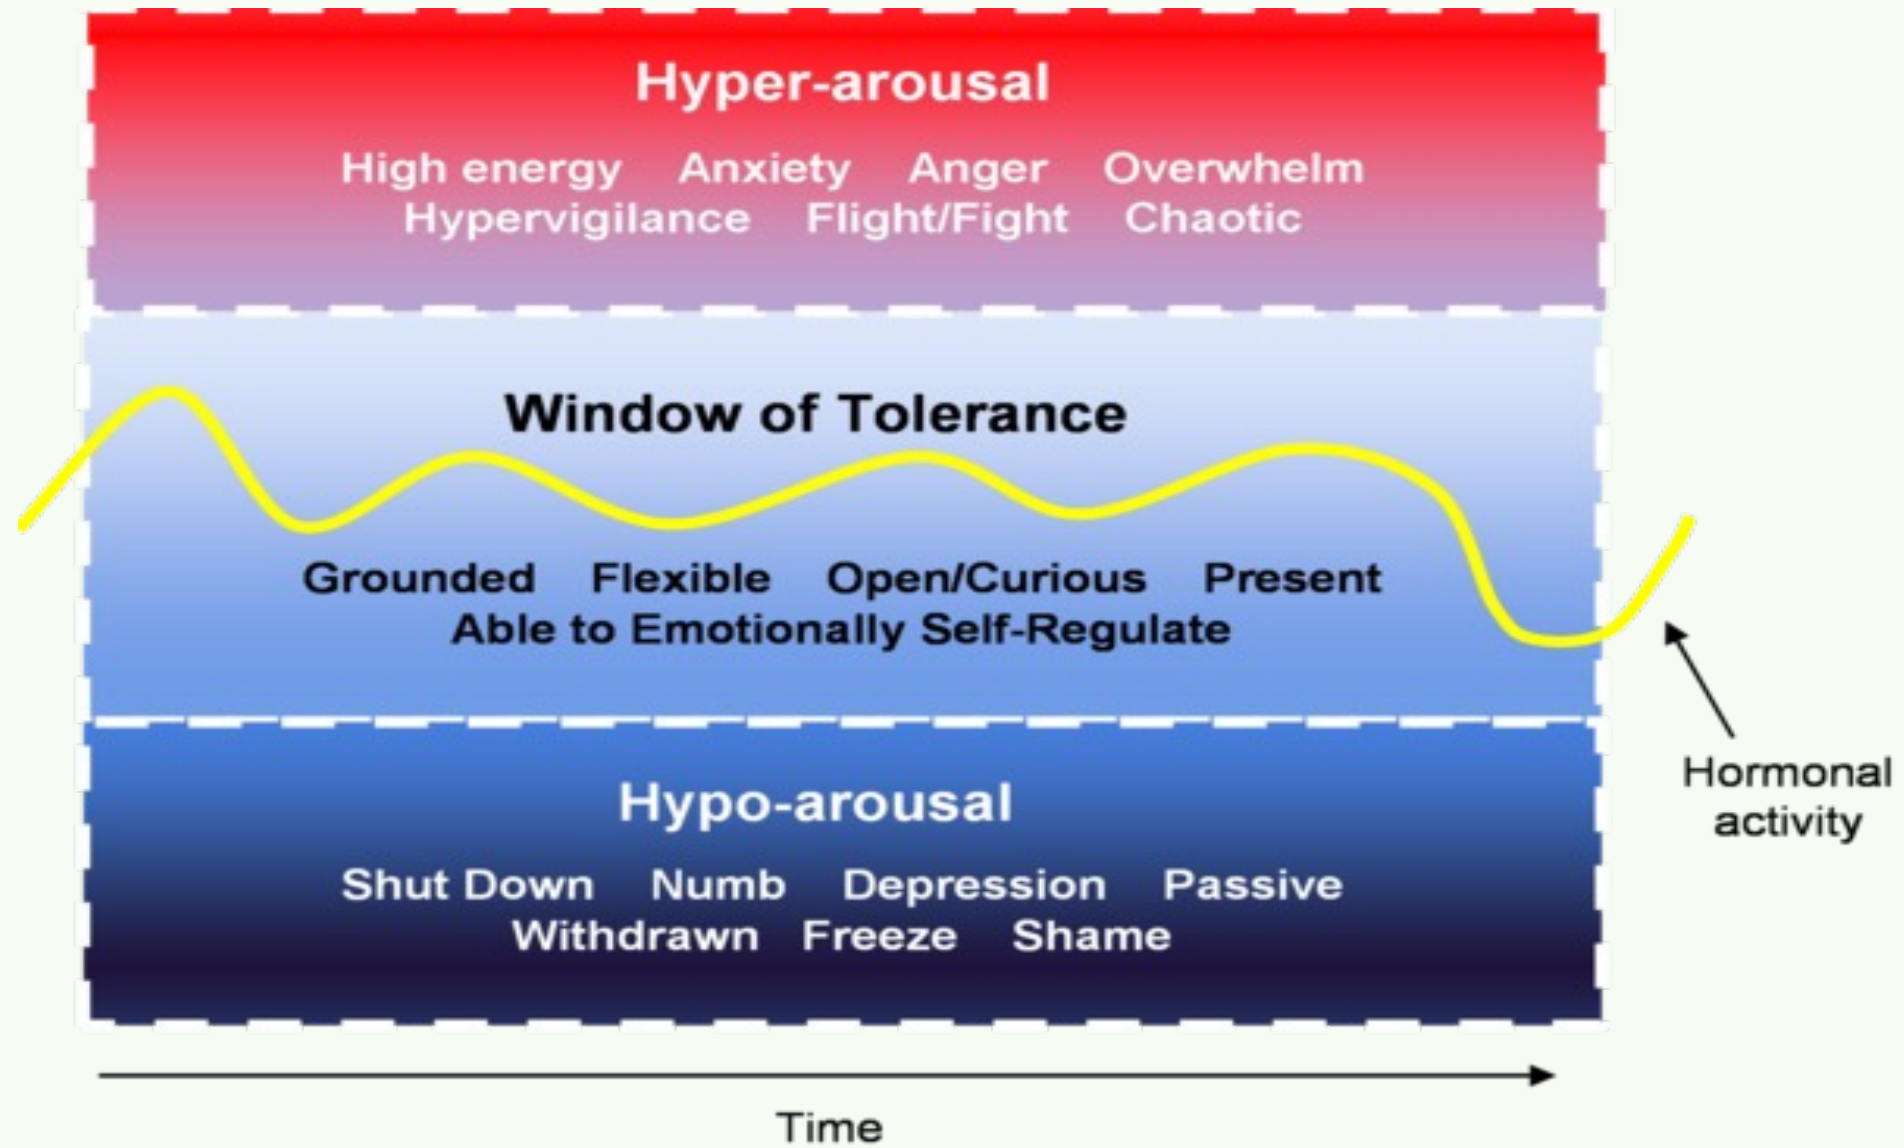 Hyper-arousal
High energy Anxiety Anger Overwhelm
Hypervigilance Flight/Fight Chaotic
Window of Tolerance
Grounded Flexible Open/Curious Present
Able to Emotionally Self-Regulate
Hypo-arousal
Shut Down Numb Depression Passive
Withdrawn Freeze Shame
Hormonal
activity
Time